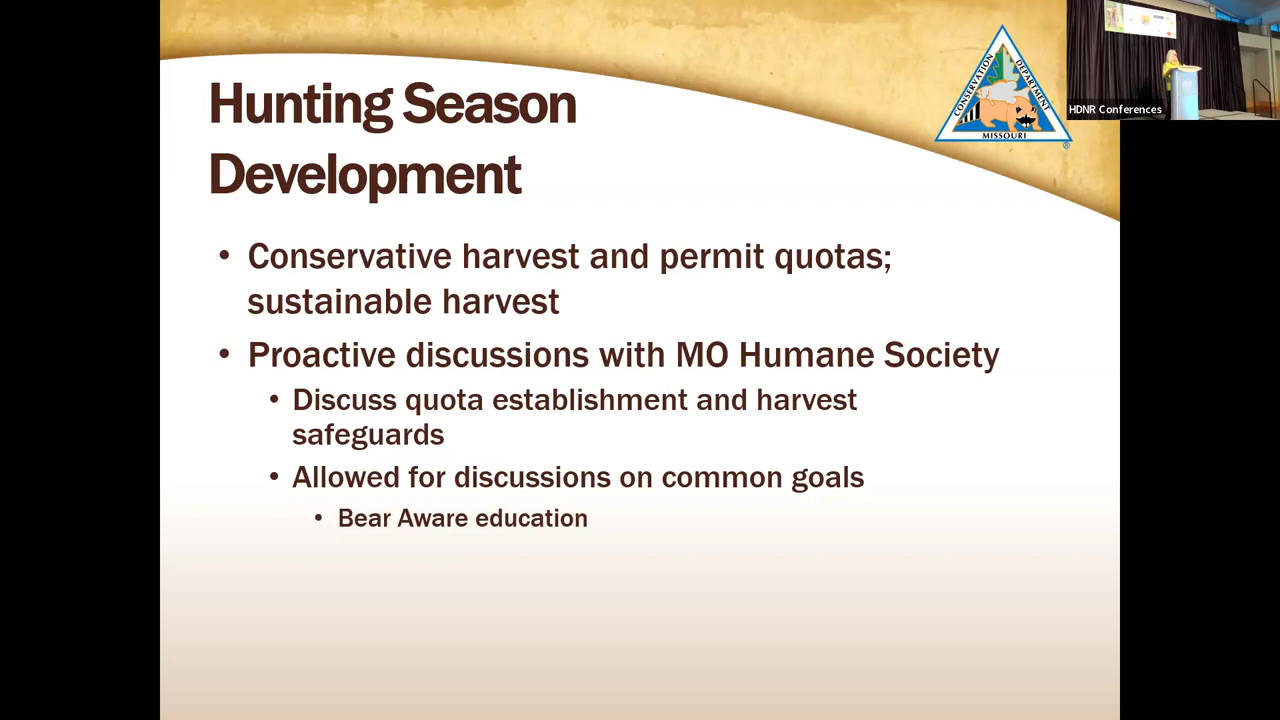 Hunting Season
Development
• Conservative harvest and permit quotas;
sustainable harvest
• Proactive discussions with MO Humane Society
• Discuss quota establishment and harvest
safeguards
• Allowed for discussions on common goals
• Bear Aware education
CONSERVATION
DEPARTMENT
MISSOURI
®
HDNR Conferences